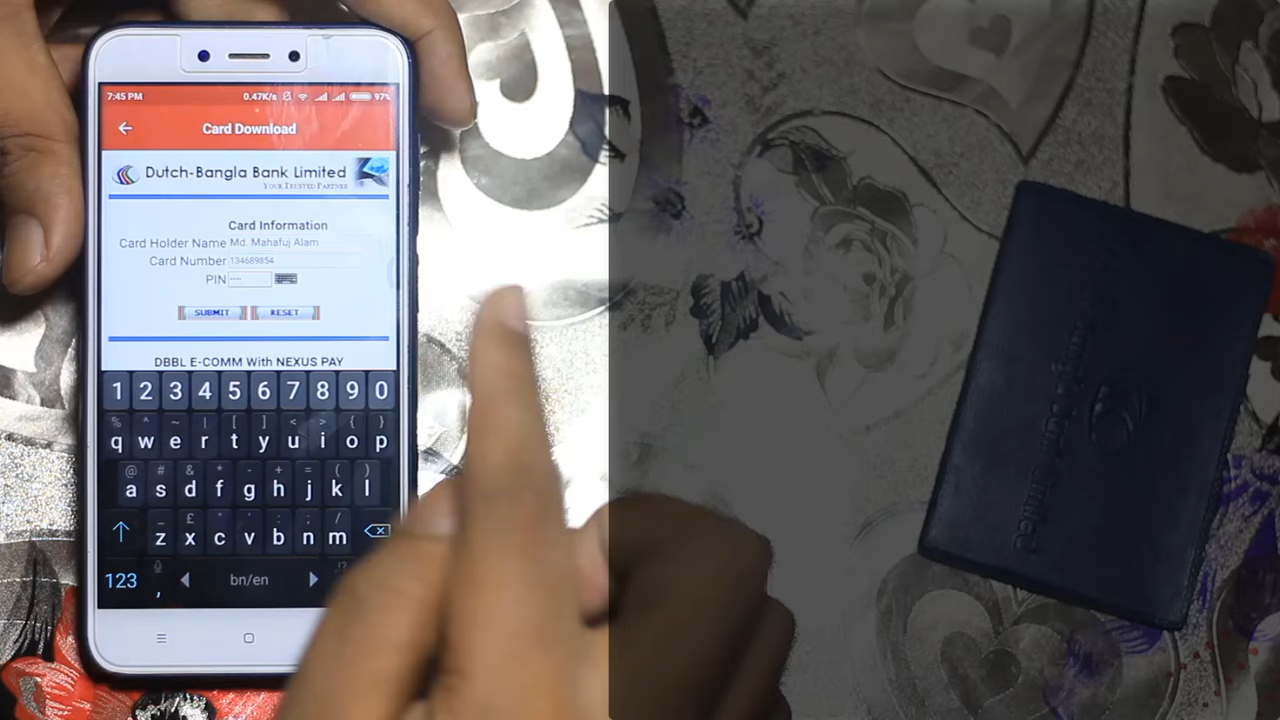 7:45 PM 0.47K/s 97%
Card Download
Dutch-Bangla Bank Limited
YOUR TRUSTED PARTNER
Card Information
Card Holder Name Md. Mahafuj Alam
Card Number 134689854
PIN ····
SUBMIT RESET
DBBL E-COMM With NEXUS PAY
1 2 3 4 5 6 7 8 9 0
% ^ ~ | [ ] < > { }
q w e r t y u i o p
@ # & * - + = ( )
a s d f g h j k l
_ £ " ' : ; /
z x c v b n m
123 , bn/en !?